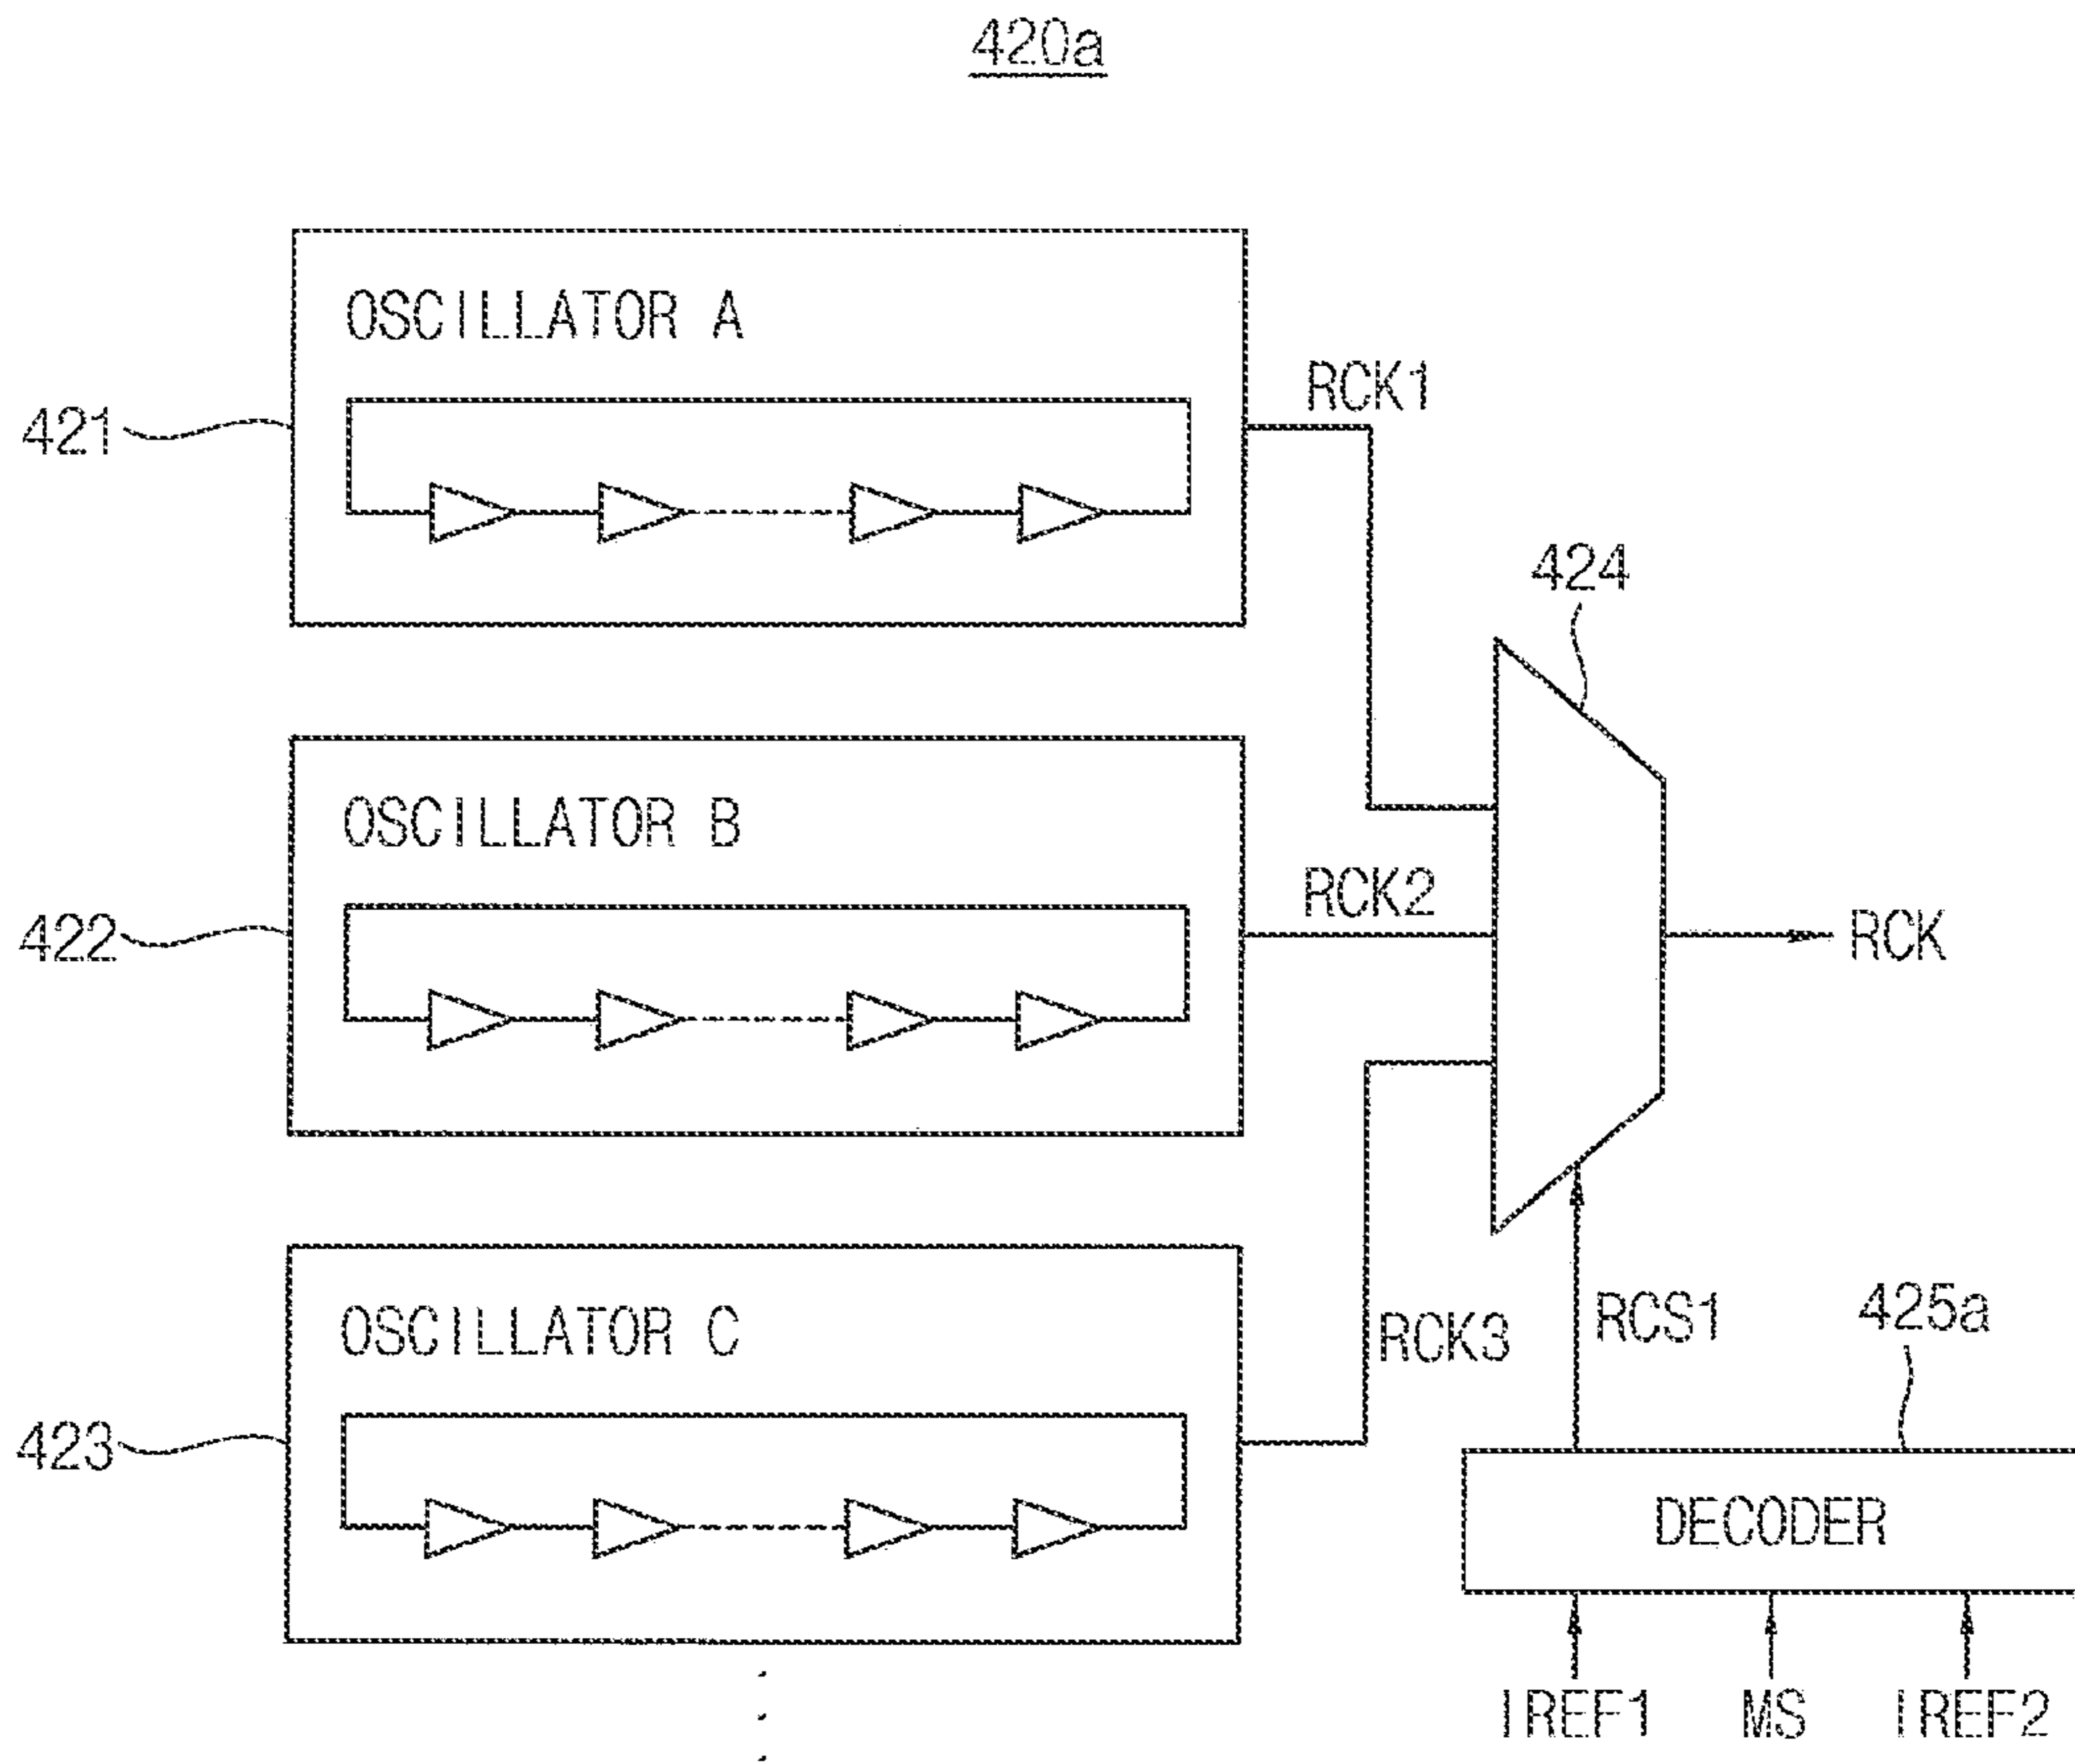 420a
OSCILLATOR A
RCK1
421
424
OSCILLATOR B
RCK2
422
RCK
OSCILLATOR C
RCK3
RCS1
425a
423
DECODER
IREF1
MS
IREF2